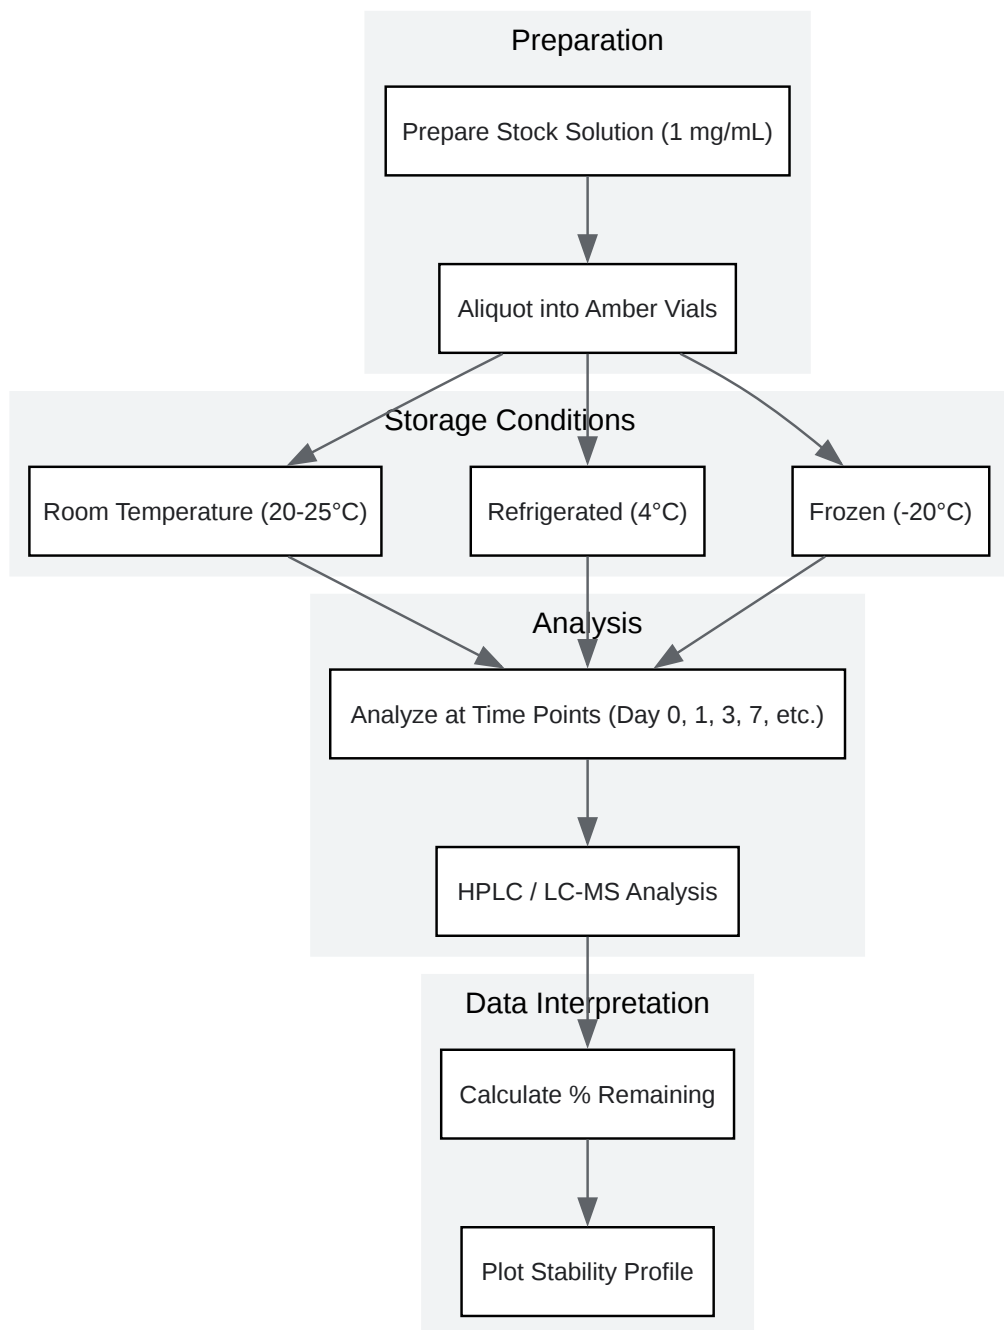 Preparation
Prepare Stock Solution (1 mg/mL)
Aliquot into Amber Vials
Storage Conditions
Room Temperature (20-25°C)
Refrigerated (4°C)
Frozen (-20°C)
Analysis
Analyze at Time Points (Day 0, 1, 3, 7, etc.)
HPLC / LC-MS Analysis
Data Interpretation
Calculate % Remaining
Plot Stability Profile